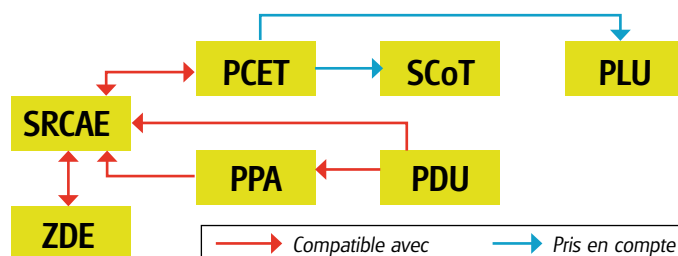 PCET
SCoT
PLU
SRCAE
PPA
PDU
ZDE
Compatible avec
Pris en compte